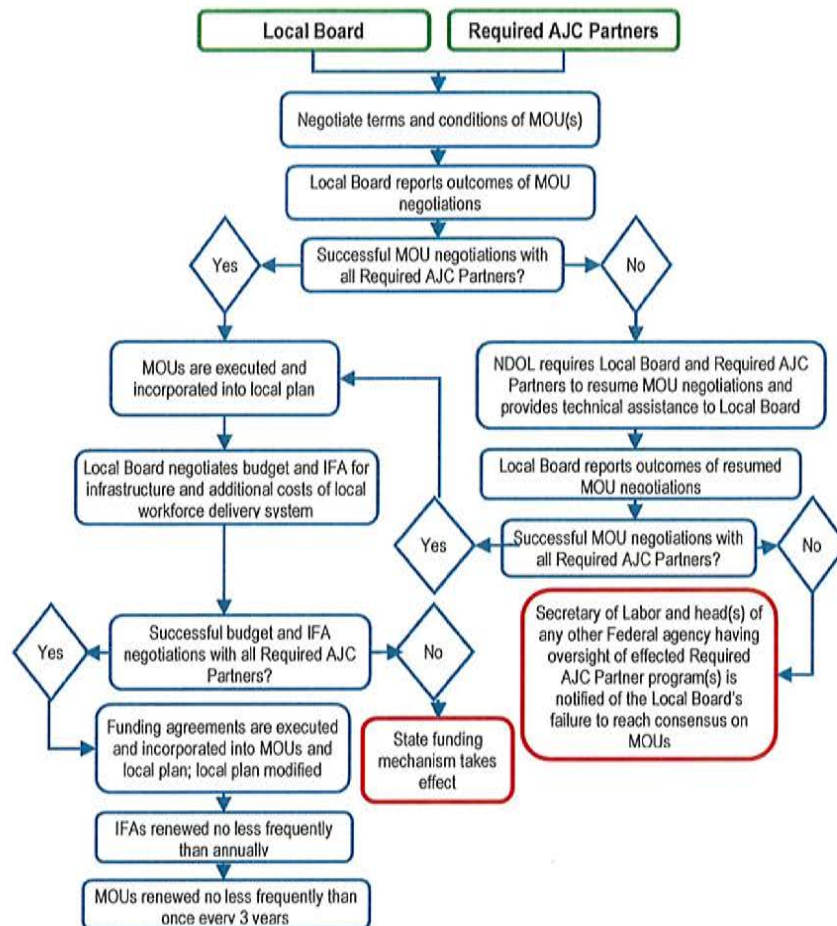 Local Board
Required AJC Partners
Negotiate terms and conditions of MOU(s)
Local Board reports outcomes of MOU
negotiations
Successful MOU negotiations with
all Required AJC Partners?
Yes
No
MOUs are executed and
incorporated into local plan
NDOL requires Local Board and Required AJC
Partners to resume MOU negotiations and
provides technical assistance to Local Board
Local Board negotiates budget and IFA for
infrastructure and additional costs of local
workforce delivery system
Local Board reports outcomes of resumed
MOU negotiations
Successful MOU negotiations with
all Required AJC Partners?
Yes
No
Secretary of Labor and head(s) of
any other Federal agency having
oversight of effected Required
AJC Partner program(s) is
notified of the Local Board's
failure to reach consensus on
MOUs
Successful budget and IFA
negotiations with all Required AJC
Partners?
Yes
No
Funding agreements are executed
and incorporated into MOUs and
local plan; local plan modified
State funding
mechanism takes
effect
IFAs renewed no less frequently
than annually
MOUs renewed no less frequently than
once every 3 years